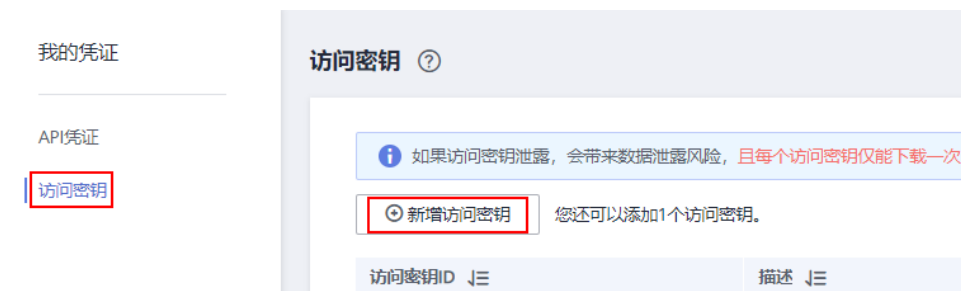 我的凭证
访问密钥
API凭证
访问密钥
如果访问密钥泄露，会带来数据泄露风险，且每个访问密钥仅能下载一次
新增访问密钥 您还可以添加1个访问密钥。
访问密钥ID 描述